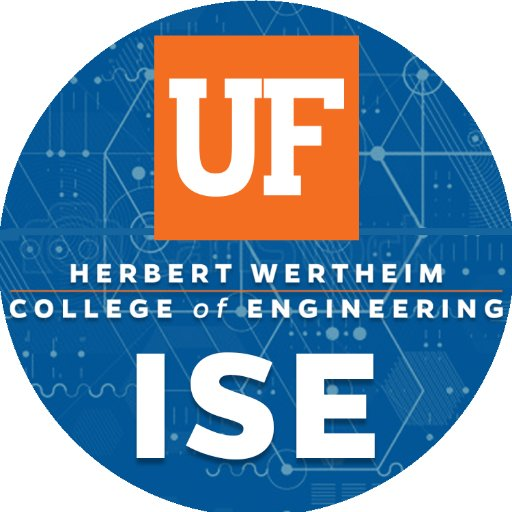 UF
HERBERT WERTHEIM
COLLEGE of ENGINEERING
ISE